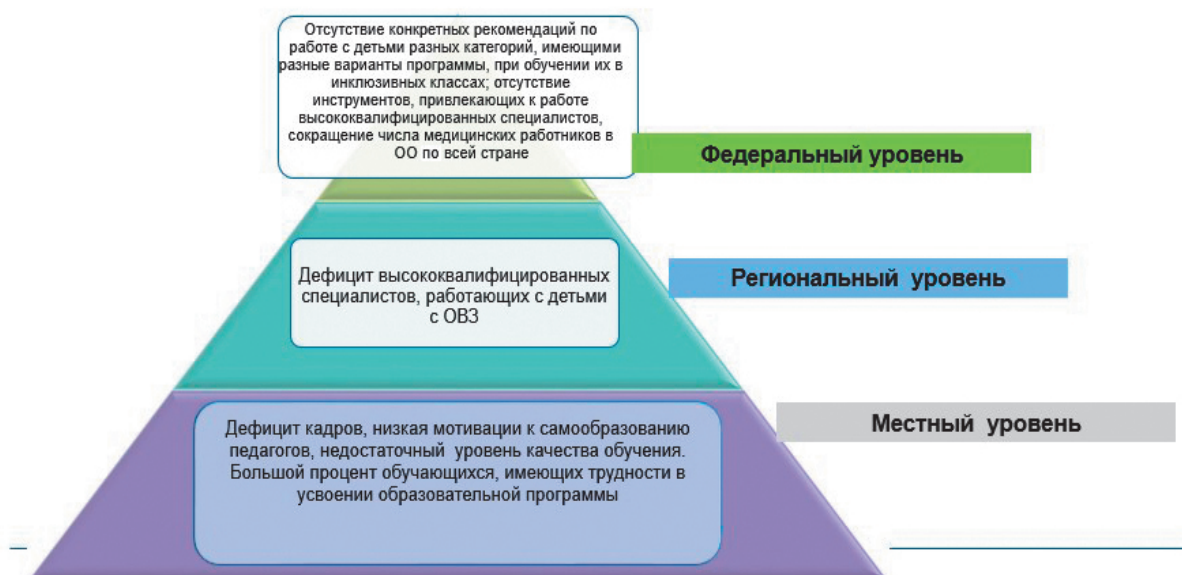 Отсутствие конкретных рекомендаций по
работе с детьми разных категорий, имеющими
разные варианты программы, при обучении их в
инклюзивных классах; отсутствие
инструментов, привлекающих к работе
высококвалифицированных специалистов,
сокращение числа медицинских работников в
ОО по всей стране
Федеральный уровень
Дефицит высококвалифицированных
специалистов, работающих с детьми
с ОВЗ
Региональный уровень
Дефицит кадров, низкая мотивации к самообразованию
педагогов, недостаточный уровень качества обучения.
Большой процент обучающихся, имеющих трудности в
усвоении образовательной программы
Местный уровень